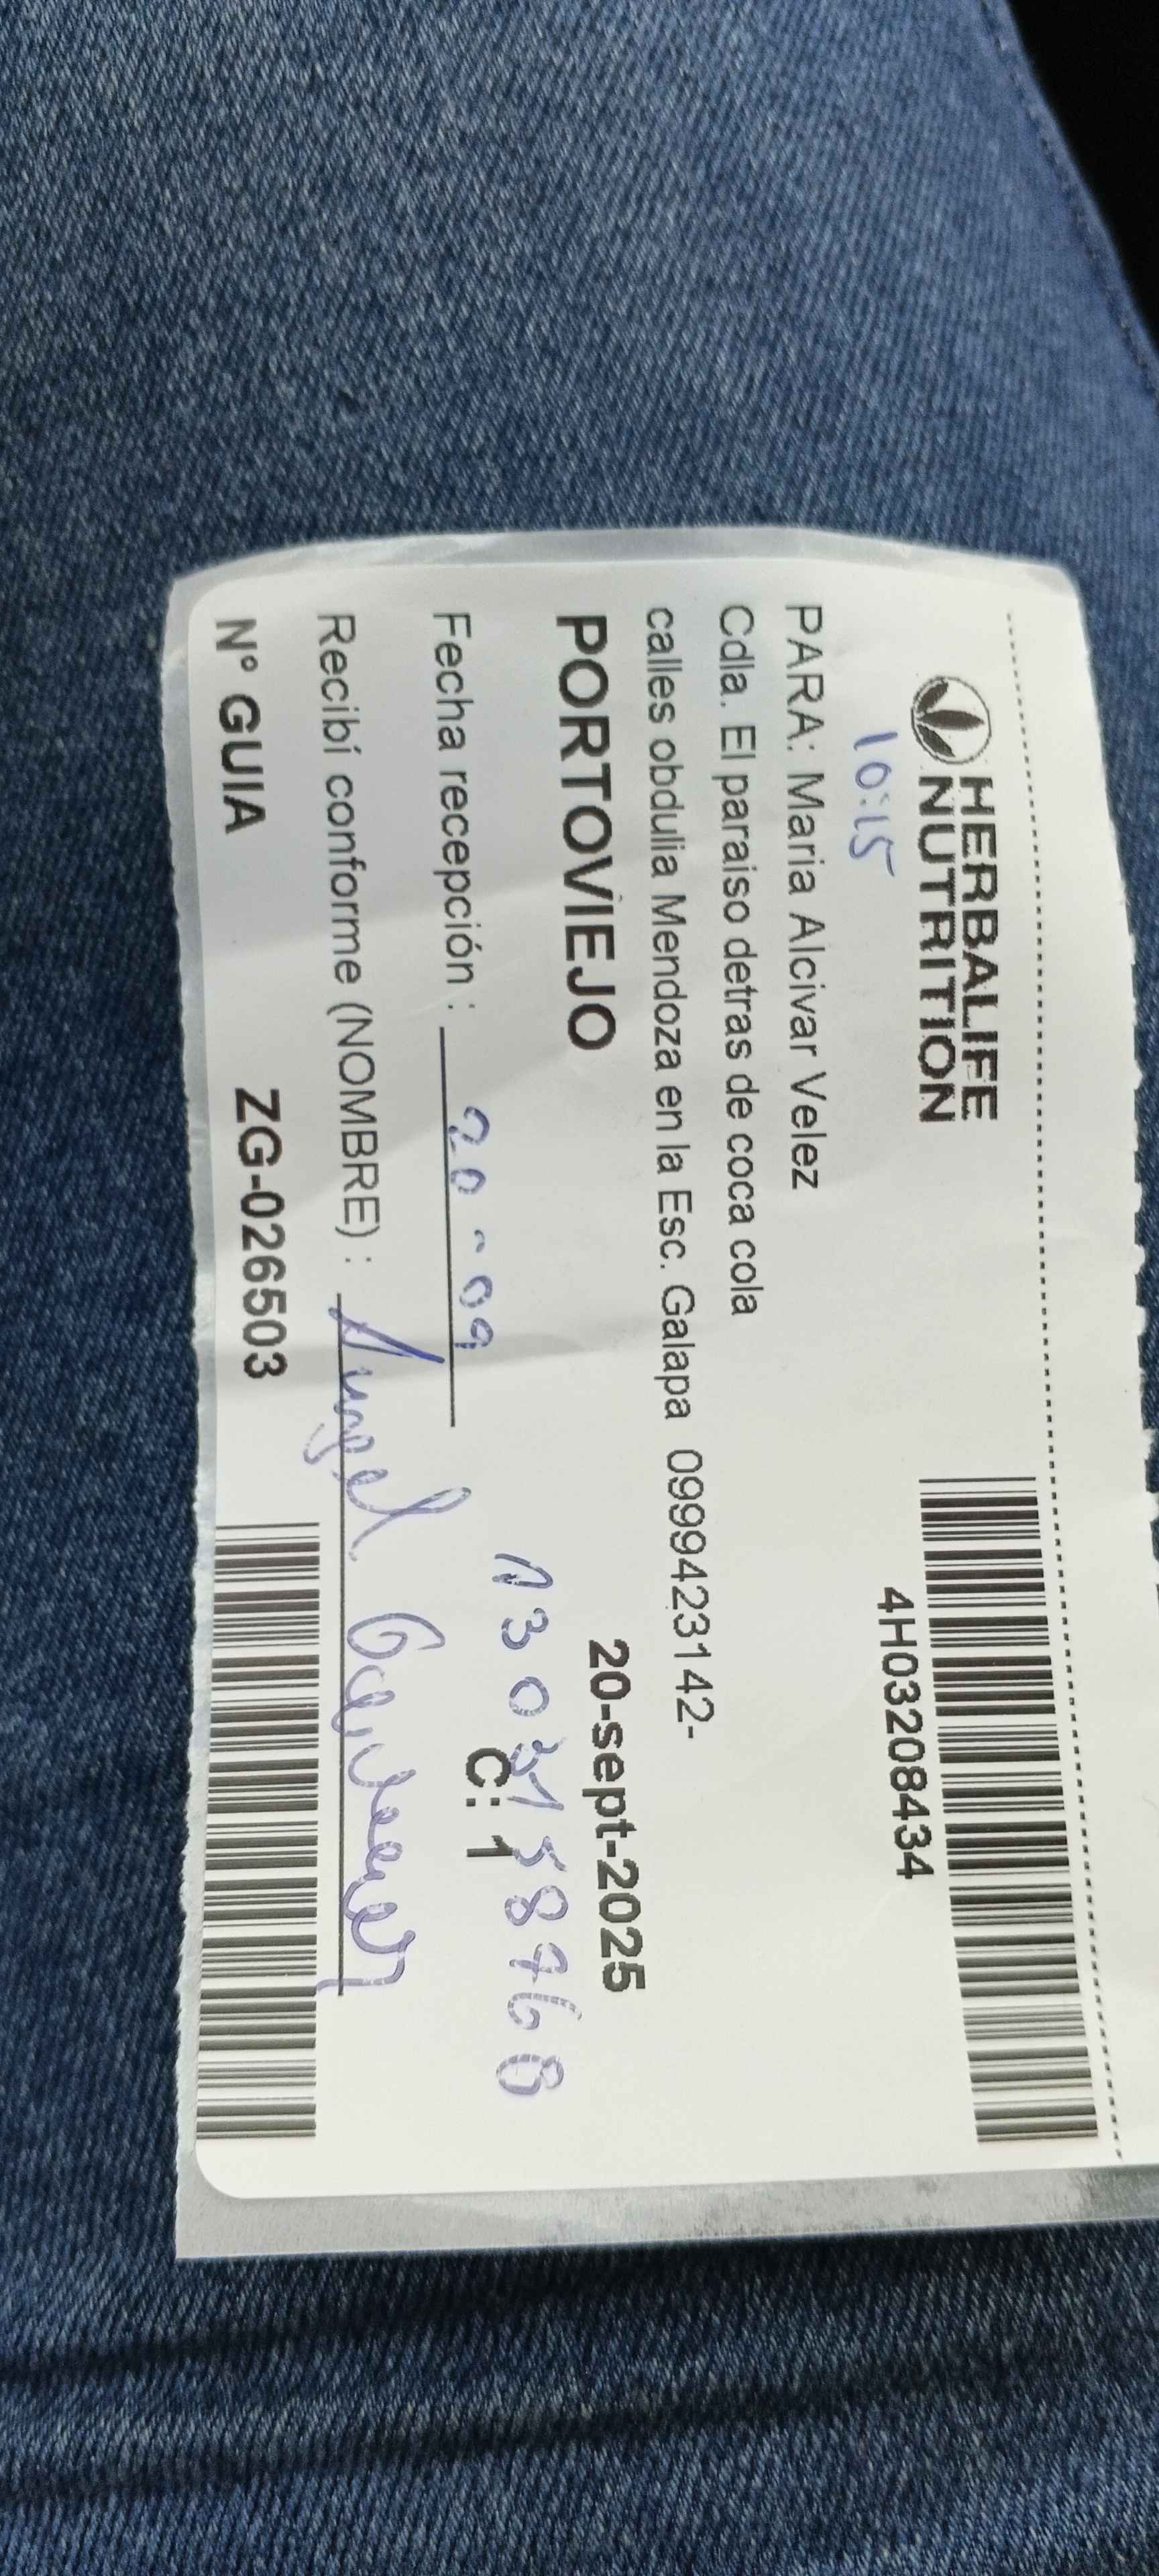 HERBALIFE
NUTRITION
4H03208434
10:15
PARA: Maria Alcivar Velez
Cdla. El paraiso detras de coca cola
calles obdulia Mendoza en la Esc. Galapa 0999423142-
PORTOVIEJO 20-sept-2025
Fecha recepción : 20-09
C: 1
Recibí conforme (NOMBRE) : Angel
N° GUIA ZG-026503